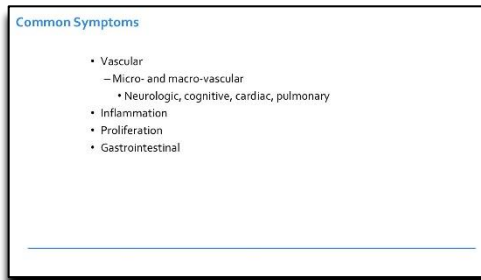 Common Symptoms
• Vascular
– Micro- and macro-vascular
• Neurologic, cognitive, cardiac, pulmonary
• Inflammation
• Proliferation
• Gastrointestinal